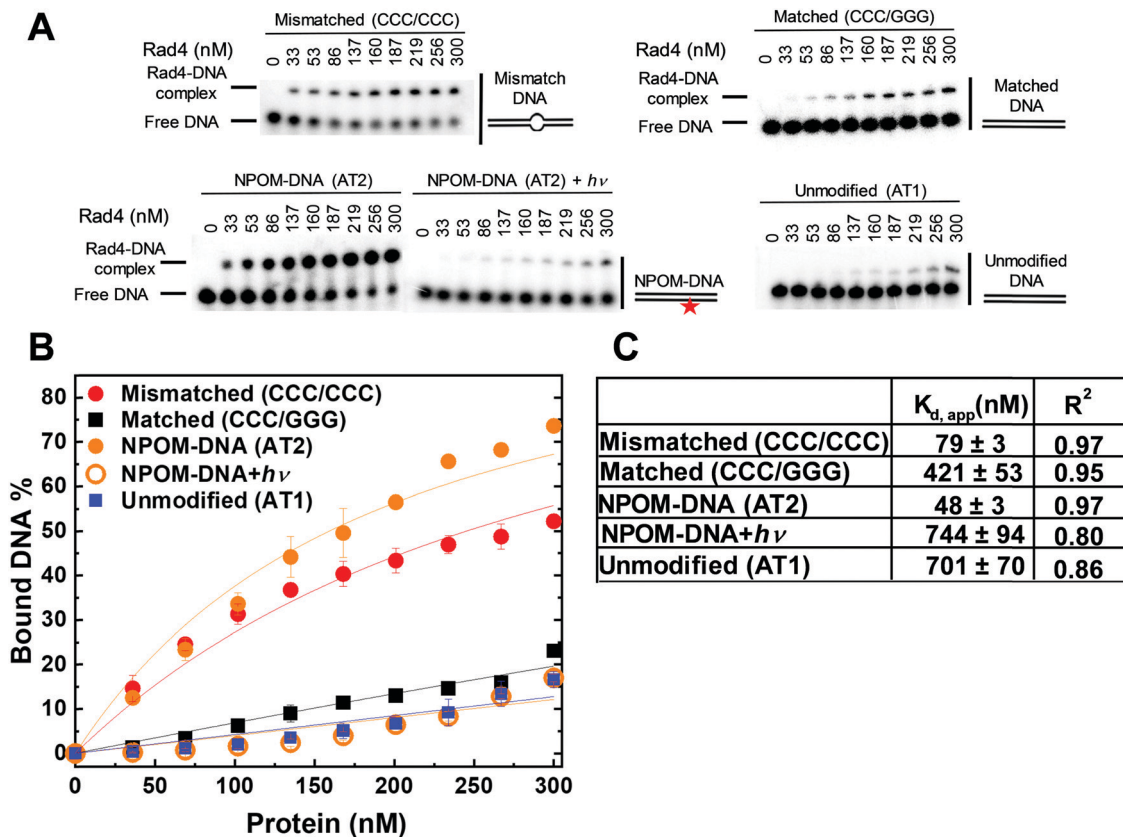 A
Mismatched (CCC/CCC)
Rad4 (nM)
0 33 53 86 137 160 187 219 256 300
Rad4-DNA
complex
Free DNA
Mismatch
DNA
Matched (CCC/GGG)
Rad4 (nM)
0 33 53 86 137 160 187 219 256 300
Rad4-DNA
complex
Free DNA
Matched
DNA
NPOM-DNA (AT2)
NPOM-DNA (AT2) + hν
Rad4 (nM)
0 33 53 86 137 160 187 219 256 300
0 33 53 86 137 160 187 219 256 300
Rad4-DNA
complex
Free DNA
NPOM-DNA
Unmodified (AT1)
0 33 53 86 137 160 187 219 256 300
Unmodified
DNA
B
Mismatched (CCC/CCC)
Matched (CCC/GGG)
NPOM-DNA (AT2)
NPOM-DNA+hν
Unmodified (AT1)
Bound DNA %
80
70
60
50
40
30
20
10
0
0 50 100 150 200 250 300
Protein (nM)
C
Kd, app(nM) R²
Mismatched (CCC/CCC) 79 ± 3 0.97
Matched (CCC/GGG) 421 ± 53 0.95
NPOM-DNA (AT2) 48 ± 3 0.97
NPOM-DNA+hν 744 ± 94 0.80
Unmodified (AT1) 701 ± 70 0.86